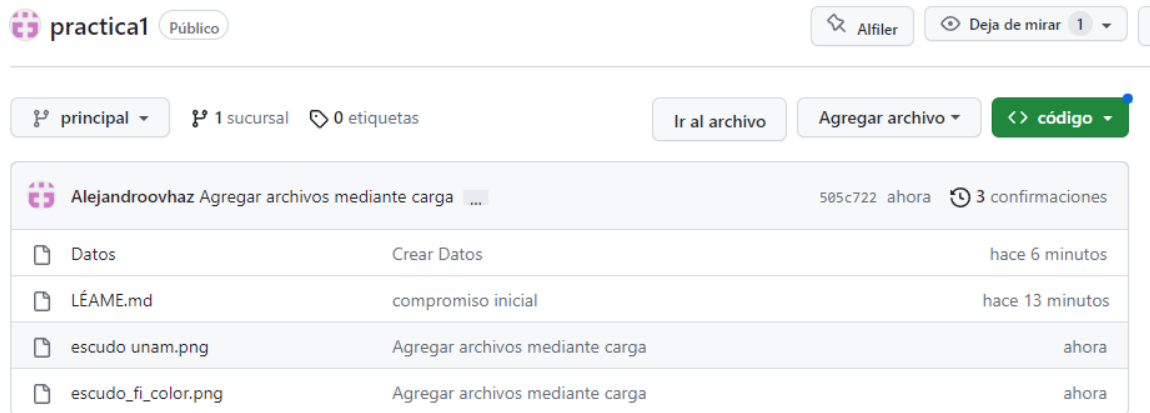 practica1 Público Alfiler Deja de mirar 1
principal 1 sucursal 0 etiquetas Ir al archivo Agregar archivo <> código
Alejandroovhaz Agregar archivos mediante carga ... 505c722 ahora 3 confirmaciones
Datos Crear Datos hace 6 minutos
LÉAME.md compromiso inicial hace 13 minutos
escudo unam.png Agregar archivos mediante carga ahora
escudo_fi_color.png Agregar archivos mediante carga ahora